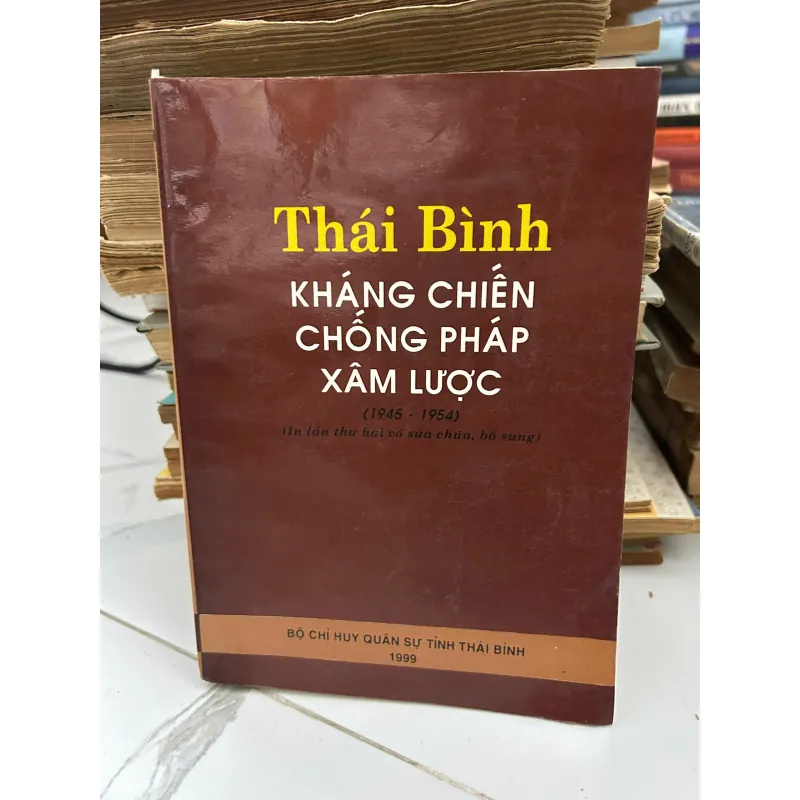 Thái Bình
KHÁNG CHIẾN
CHỐNG PHÁP
XÂM LƯỢC
(1945 - 1954)
(In lần thứ hai có sửa chữa, bổ sung)
BỘ CHỈ HUY QUÂN SỰ TỈNH THÁI BÌNH
1999